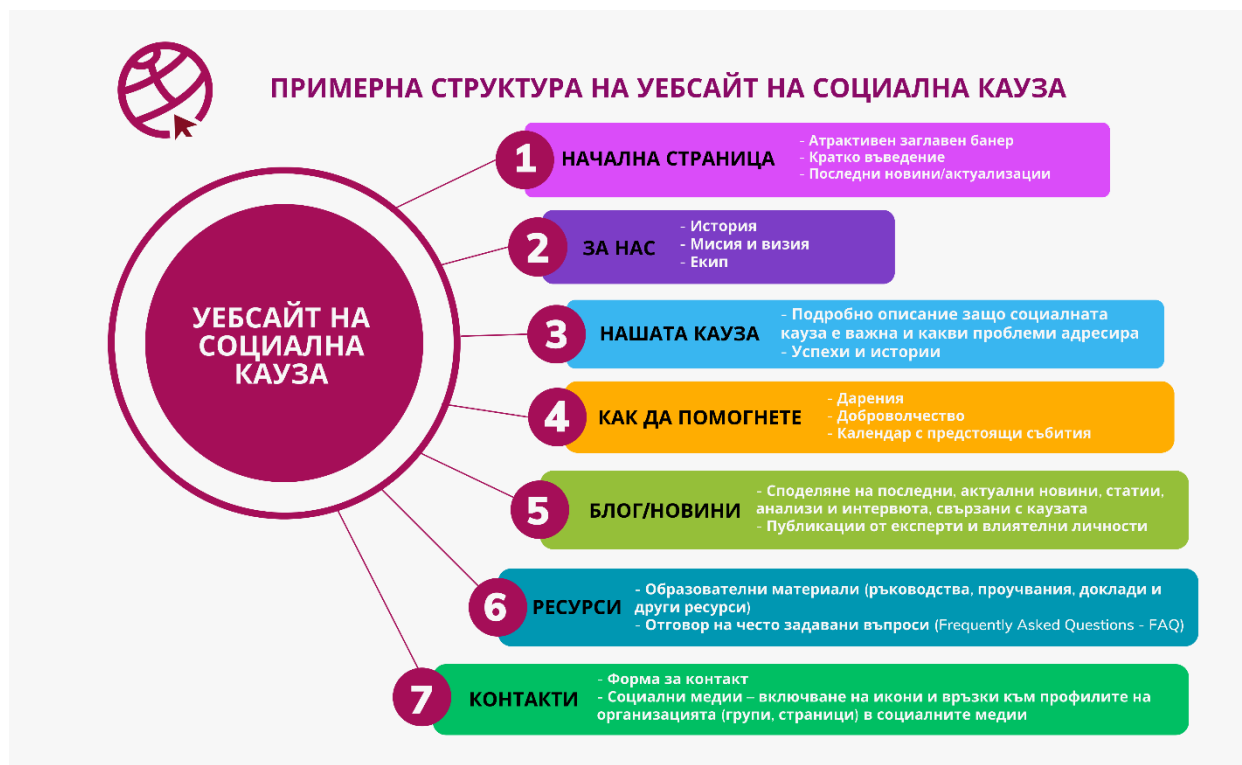 ПРИМЕРНА СТРУКТУРА НА УЕБСАЙТ НА СОЦИАЛНА КАУЗА
УЕБСАЙТ НА
СОЦИАЛНА
КАУЗА
1
НАЧАЛНА СТРАНИЦА
- Атрактивен заглавен банер
- Кратко въведение
- Последни новини/актуализации
2
ЗА НАС
- История
- Мисия и визия
- Екип
3
НАШАТА КАУЗА
- Подробно описание защо социалната
кауза е важна и какви проблеми адресира
- Успехи и истории
4
КАК ДА ПОМОГНЕТЕ
- Дарения
- Доброволчество
- Календар с предстоящи събития
5
БЛОГ/НОВИНИ
- Споделяне на последни, актуални новини, статии,
анализи и интервюта, свързани с каузата
- Публикации от експерти и влиятелни личности
6
РЕСУРСИ
- Образователни материали (ръководства, проучвания, доклади и
други ресурси)
- Отговор на често задавани въпроси (Frequently Asked Questions - FAQ)
7
КОНТАКТИ
- Форма за контакт
- Социални медии – включване на икони и връзки към профилите на
организацията (групи, страници) в социалните медии